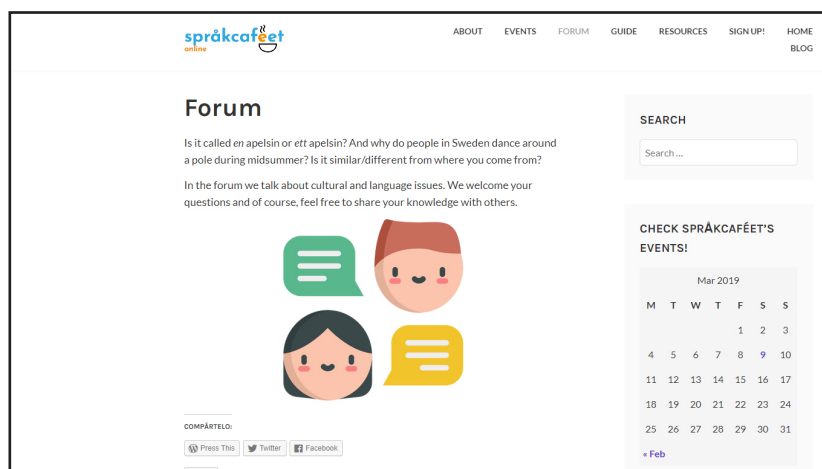 språkcaféet
online
ABOUT EVENTS FORUM GUIDE RESOURCES SIGN UP! HOME
BLOG
Forum
Is it called en apelsin or ett apelsin? And why do people in Sweden dance around
a pole during midsummer? Is it similar/different from where you come from?
In the forum we talk about cultural and language issues. We welcome your
questions and of course, feel free to share your knowledge with others.
COMPÁRTELO:
Press This Twitter Facebook
SEARCH
Search ...
CHECK SPRÅKCAFÉET'S
EVENTS!
Mar 2019
M T W T F S S
1 2 3
4 5 6 7 8 9 10
11 12 13 14 15 16 17
18 19 20 21 22 23 24
25 26 27 28 29 30 31
« Feb